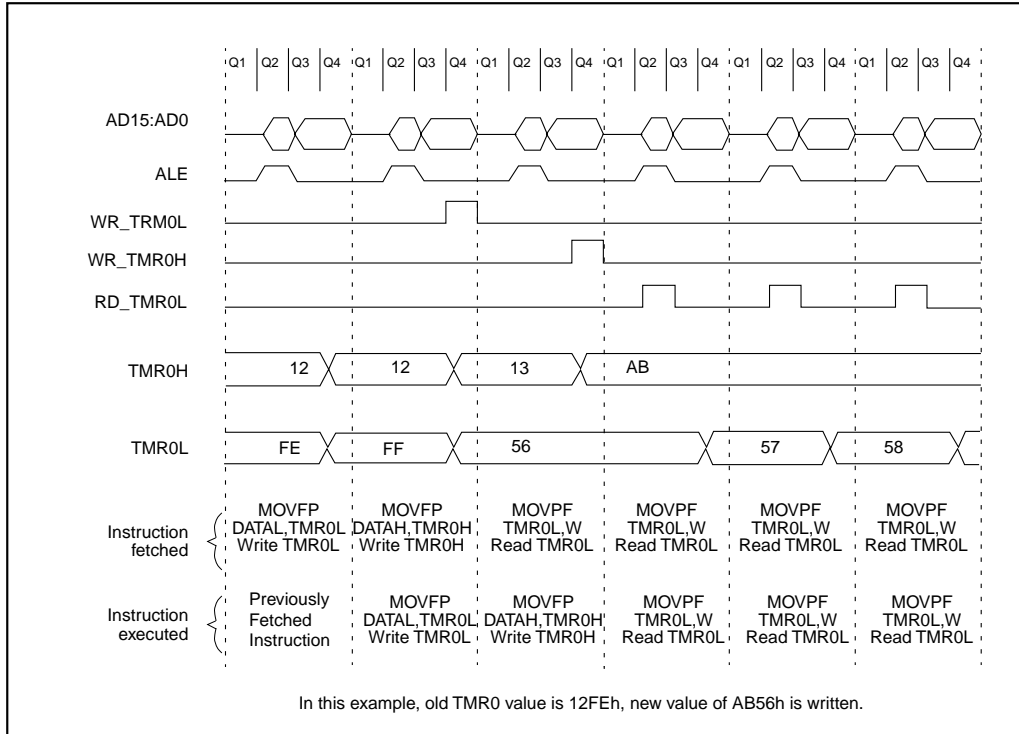 Q1 Q2 Q3 Q4 Q1 Q2 Q3 Q4 Q1 Q2 Q3 Q4 Q1 Q2 Q3 Q4 Q1 Q2 Q3 Q4 Q1 Q2 Q3 Q4
AD15:AD0
ALE
WR_TRM0L
WR_TMR0H
RD_TMR0L
TMR0H 12 12 13 AB
TMR0L FE FF 56 57 58
Instruction fetched
MOVFP
DATAL,TMR0L
Write TMR0L
MOVFP
DATAH,TMR0H
Write TMR0H
MOVPF
TMR0L,W
Read TMR0L
MOVPF
TMR0L,W
Read TMR0L
MOVPF
TMR0L,W
Read TMR0L
MOVPF
TMR0L,W
Read TMR0L
Instruction executed
Previously
Fetched
Instruction
MOVFP
DATAL,TMR0L
Write TMR0L
MOVFP
DATAH,TMR0H
Write TMR0H
MOVPF
TMR0L,W
Read TMR0L
MOVPF
TMR0L,W
Read TMR0L
MOVPF
TMR0L,W
Read TMR0L
In this example, old TMR0 value is 12FEh, new value of AB56h is written.